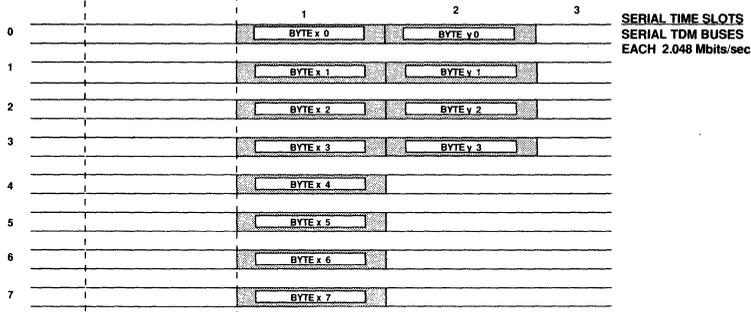 1 2 3
SERIAL TIME SLOTS
0 BYTE x 0 BYTE y 0
SERIAL TDM BUSES
EACH 2.048 Mbits/sec
1 BYTE x 1 BYTE y 1
2 BYTE x 2 BYTE y 2
3 BYTE x 3 BYTE y 3
4 BYTE x 4
5 BYTE x 5
6 BYTE x 6
7 BYTE x 7